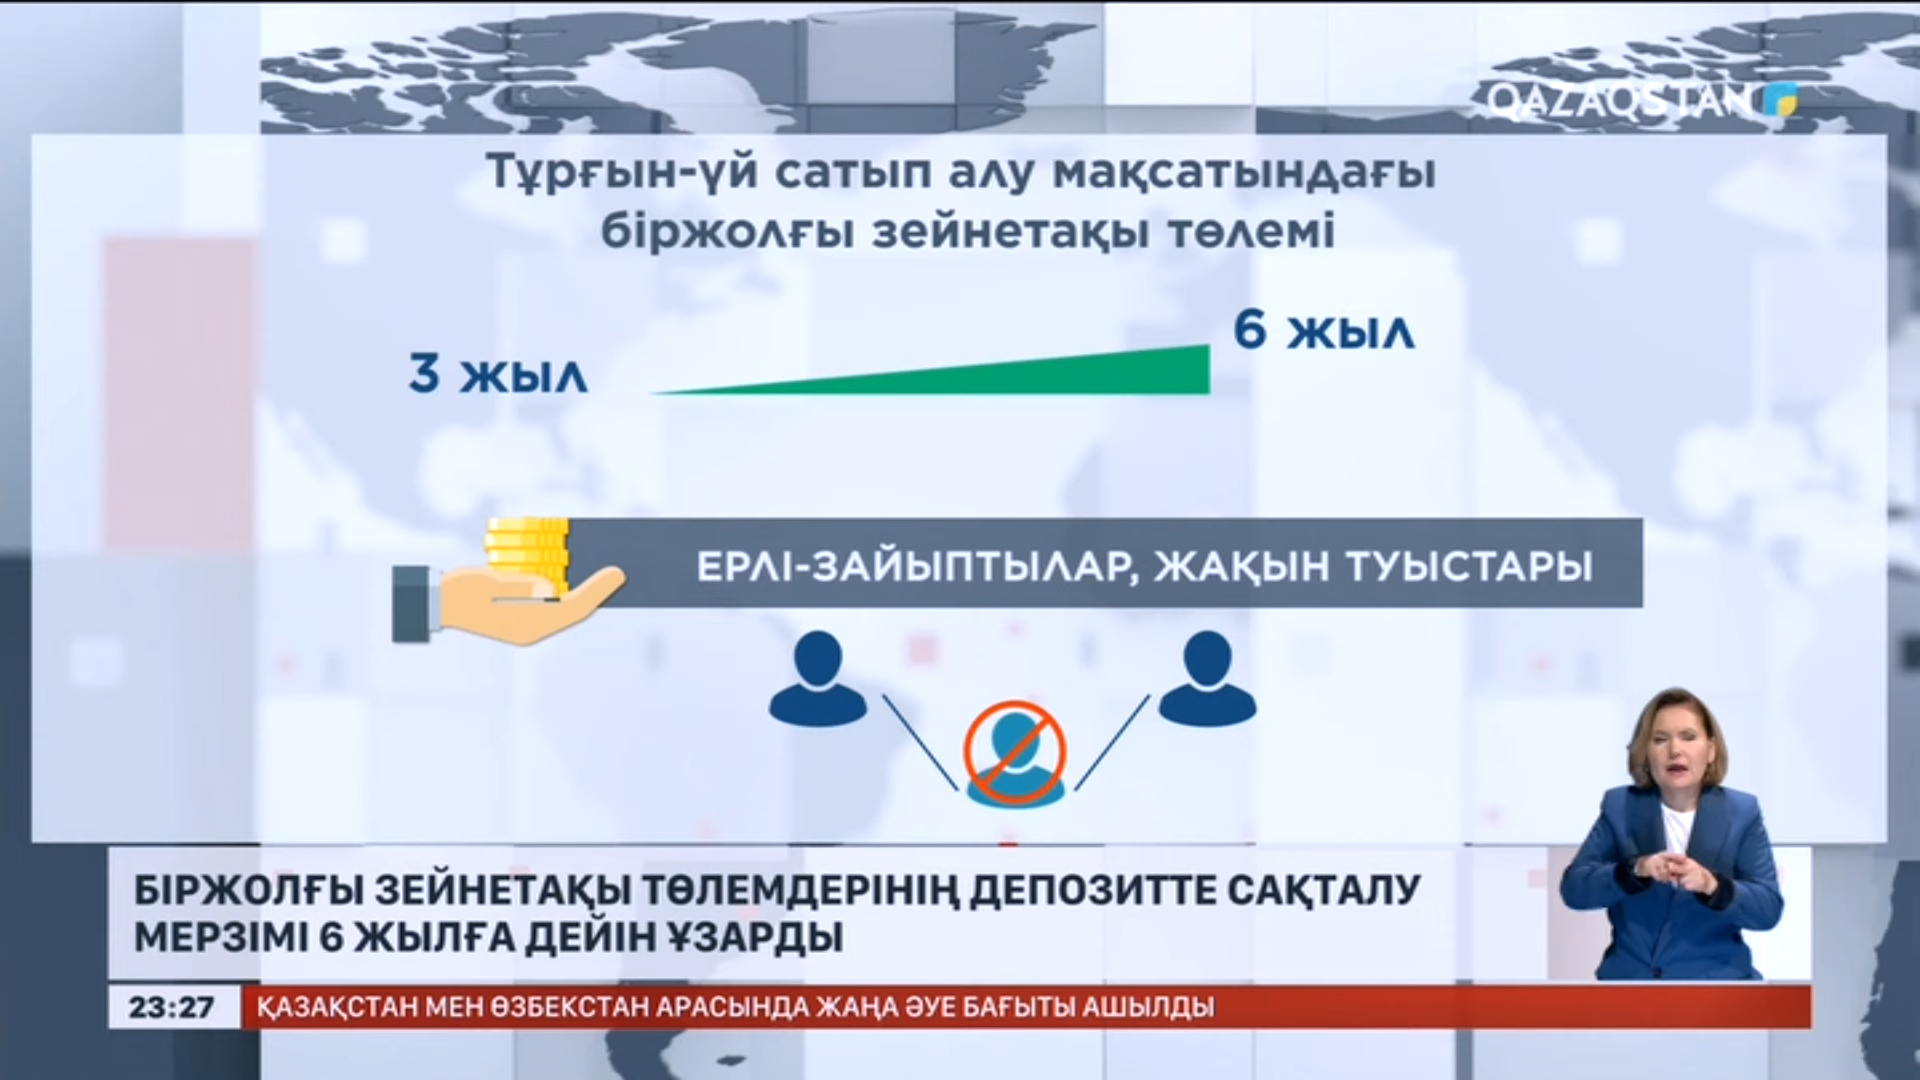 QAZAQSTAN
Тұрғын-үй сатып алу мақсатындағы
біржолғы зейнетақы төлемі
3 жыл
6 жыл
ЕРЛІ-ЗАЙЫПТЫЛАР, ЖАҚЫН ТУЫСТАРЫ
БІРЖОЛҒЫ ЗЕЙНЕТАҚЫ ТӨЛЕМДЕРІНІҢ ДЕПОЗИТТЕ САҚТАЛУ
МЕРЗІМІ 6 ЖЫЛҒА ДЕЙІН ҰЗАРДЫ
23:27 ҚАЗАҚСТАН МЕН ӨЗБЕКСТАН АРАСЫНДА ЖАҢА ӘУЕ БАҒЫТЫ АШЫЛДЫ